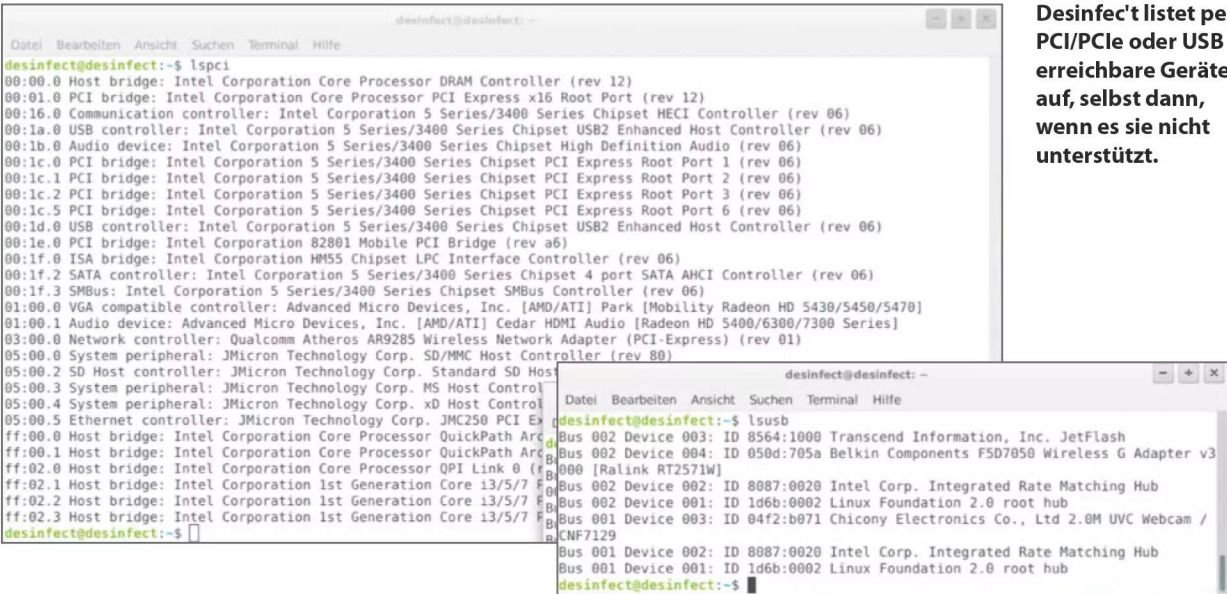 desinfect@desinfect: ~
Datei Bearbeiten Ansicht Suchen Terminal Hilfe
desinfect@desinfect:~$ lspci
00:00.0 Host bridge: Intel Corporation Core Processor DRAM Controller (rev 12)
00:01.0 PCI bridge: Intel Corporation Core Processor PCI Express x16 Root Port (rev 12)
00:16.0 Communication controller: Intel Corporation 5 Series/3400 Series Chipset HECI Controller (rev 06)
00:1a.0 USB controller: Intel Corporation 5 Series/3400 Series Chipset USB2 Enhanced Host Controller (rev 06)
00:1b.0 Audio device: Intel Corporation 5 Series/3400 Series Chipset High Definition Audio (rev 06)
00:1c.0 PCI bridge: Intel Corporation 5 Series/3400 Series Chipset PCI Express Root Port 1 (rev 06)
00:1c.1 PCI bridge: Intel Corporation 5 Series/3400 Series Chipset PCI Express Root Port 2 (rev 06)
00:1c.2 PCI bridge: Intel Corporation 5 Series/3400 Series Chipset PCI Express Root Port 3 (rev 06)
00:1c.5 PCI bridge: Intel Corporation 5 Series/3400 Series Chipset PCI Express Root Port 6 (rev 06)
00:1d.0 USB controller: Intel Corporation 5 Series/3400 Series Chipset USB2 Enhanced Host Controller (rev 06)
00:1e.0 PCI bridge: Intel Corporation 82801 Mobile PCI Bridge (rev a6)
00:1f.0 ISA bridge: Intel Corporation HM55 Chipset LPC Interface Controller (rev 06)
00:1f.2 SATA controller: Intel Corporation 5 Series/3400 Series Chipset 4 port SATA AHCI Controller (rev 06)
00:1f.3 SMBus: Intel Corporation 5 Series/3400 Series Chipset SMBus Controller (rev 06)
01:00.0 VGA compatible controller: Advanced Micro Devices, Inc. [AMD/ATI] Park [Mobility Radeon HD 5430/5450/5470]
01:00.1 Audio device: Advanced Micro Devices, Inc. [AMD/ATI] Cedar HDMI Audio [Radeon HD 5400/6300/7300 Series]
03:00.0 Network controller: Qualcomm Atheros AR9285 Wireless Network Adapter (PCI-Express) (rev 01)
05:00.0 System peripheral: JMicron Technology Corp. SD/MMC Host Controller (rev 80)
05:00.2 SD Host controller: JMicron Technology Corp. Standard SD Host
05:00.3 System peripheral: JMicron Technology Corp. MS Host Control
05:00.4 System peripheral: JMicron Technology Corp. xD Host Control
05:00.5 Ethernet controller: JMicron Technology Corp. JMC250 PCI Ex
ff:00.0 Host bridge: Intel Corporation Core Processor QuickPath Arc
ff:00.1 Host bridge: Intel Corporation Core Processor QuickPath Arc
ff:02.0 Host bridge: Intel Corporation Core Processor QPI Link 0 (r
ff:02.1 Host bridge: Intel Corporation 1st Generation Core i3/5/7 P
ff:02.2 Host bridge: Intel Corporation 1st Generation Core i3/5/7 P
ff:02.3 Host bridge: Intel Corporation 1st Generation Core i3/5/7 P
desinfect@desinfect:~$
desinfect@desinfect: ~
Datei Bearbeiten Ansicht Suchen Terminal Hilfe
desinfect@desinfect:~$ lsusb
Bus 002 Device 003: ID 8564:1000 Transcend Information, Inc. JetFlash
Bus 002 Device 004: ID 050d:705a Belkin Components F5D7050 Wireless G Adapter v3
000 [Ralink RT2571W]
Bus 002 Device 002: ID 8087:0020 Intel Corp. Integrated Rate Matching Hub
Bus 002 Device 001: ID 1d6b:0002 Linux Foundation 2.0 root hub
Bus 001 Device 003: ID 04f2:b071 Chicony Electronics Co., Ltd 2.0M UVC Webcam /
CNF7129
Bus 001 Device 002: ID 8087:0020 Intel Corp. Integrated Rate Matching Hub
Bus 001 Device 001: ID 1d6b:0002 Linux Foundation 2.0 root hub
desinfect@desinfect:~$
Desinfec't listet pe
PCI/PCIe oder USB
erreichbare Geräte
auf, selbst dann,
wenn es sie nicht
unterstützt.